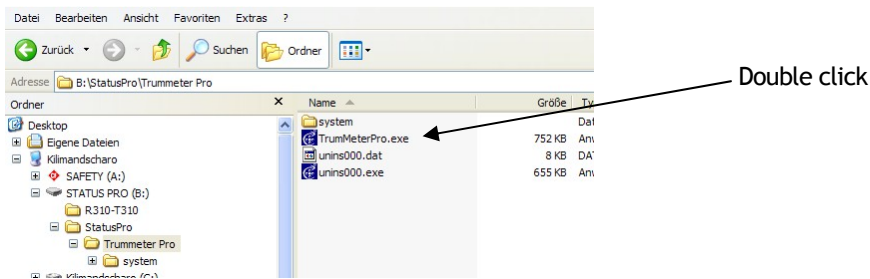 Datei Bearbeiten Ansicht Favoriten Extras ?
Zurück Suchen Ordner
Adresse B:\StatusPro\Trummeter Pro
Double click
Ordner × Name Größe
Desktop
Eigene Dateien
Kilimandscharo
SAFETY (A:)
STATUS PRO (B:)
R310-T310
StatusPro
Trummeter Pro
system
Kilimandscharo (C:)
system
TrumMeterPro.exe 752 KB
unins000.dat 8 KB
unins000.exe 655 KB